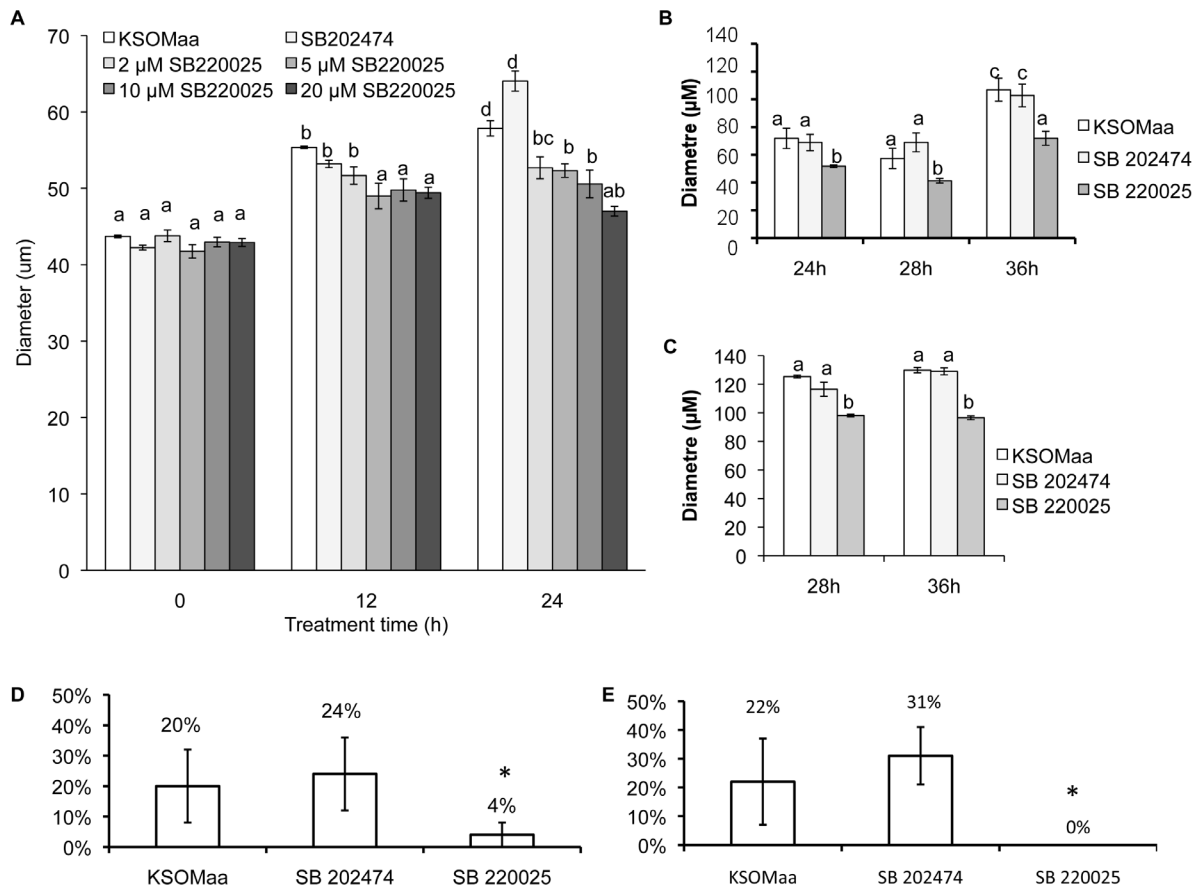 A
70
60
50
40
30
20
10
0
Diameter (um)
KSOMaa SB202474
2 µM SB220025 5 µM SB220025
10 µM SB220025 20 µM SB220025
a a a a a a
b b b a a a
d d bc b b ab
0 12 24
Treatment time (h)
B
140
120
100
80
60
40
20
0
Diametre (µM)
a a b
a a b
c c a
24h 28h 36h
KSOMaa
SB 202474
SB 220025
C
140
120
100
80
60
40
20
0
Diametre (µM)
a a b
a a b
28h 36h
KSOMaa
SB 202474
SB 220025
D
50%
40%
30%
20%
10%
0%
20% 24% * 4%
KSOMaa SB 202474 SB 220025
E
50%
40%
30%
20%
10%
0%
22% 31% * 0%
KSOMaa SB 202474 SB 220025